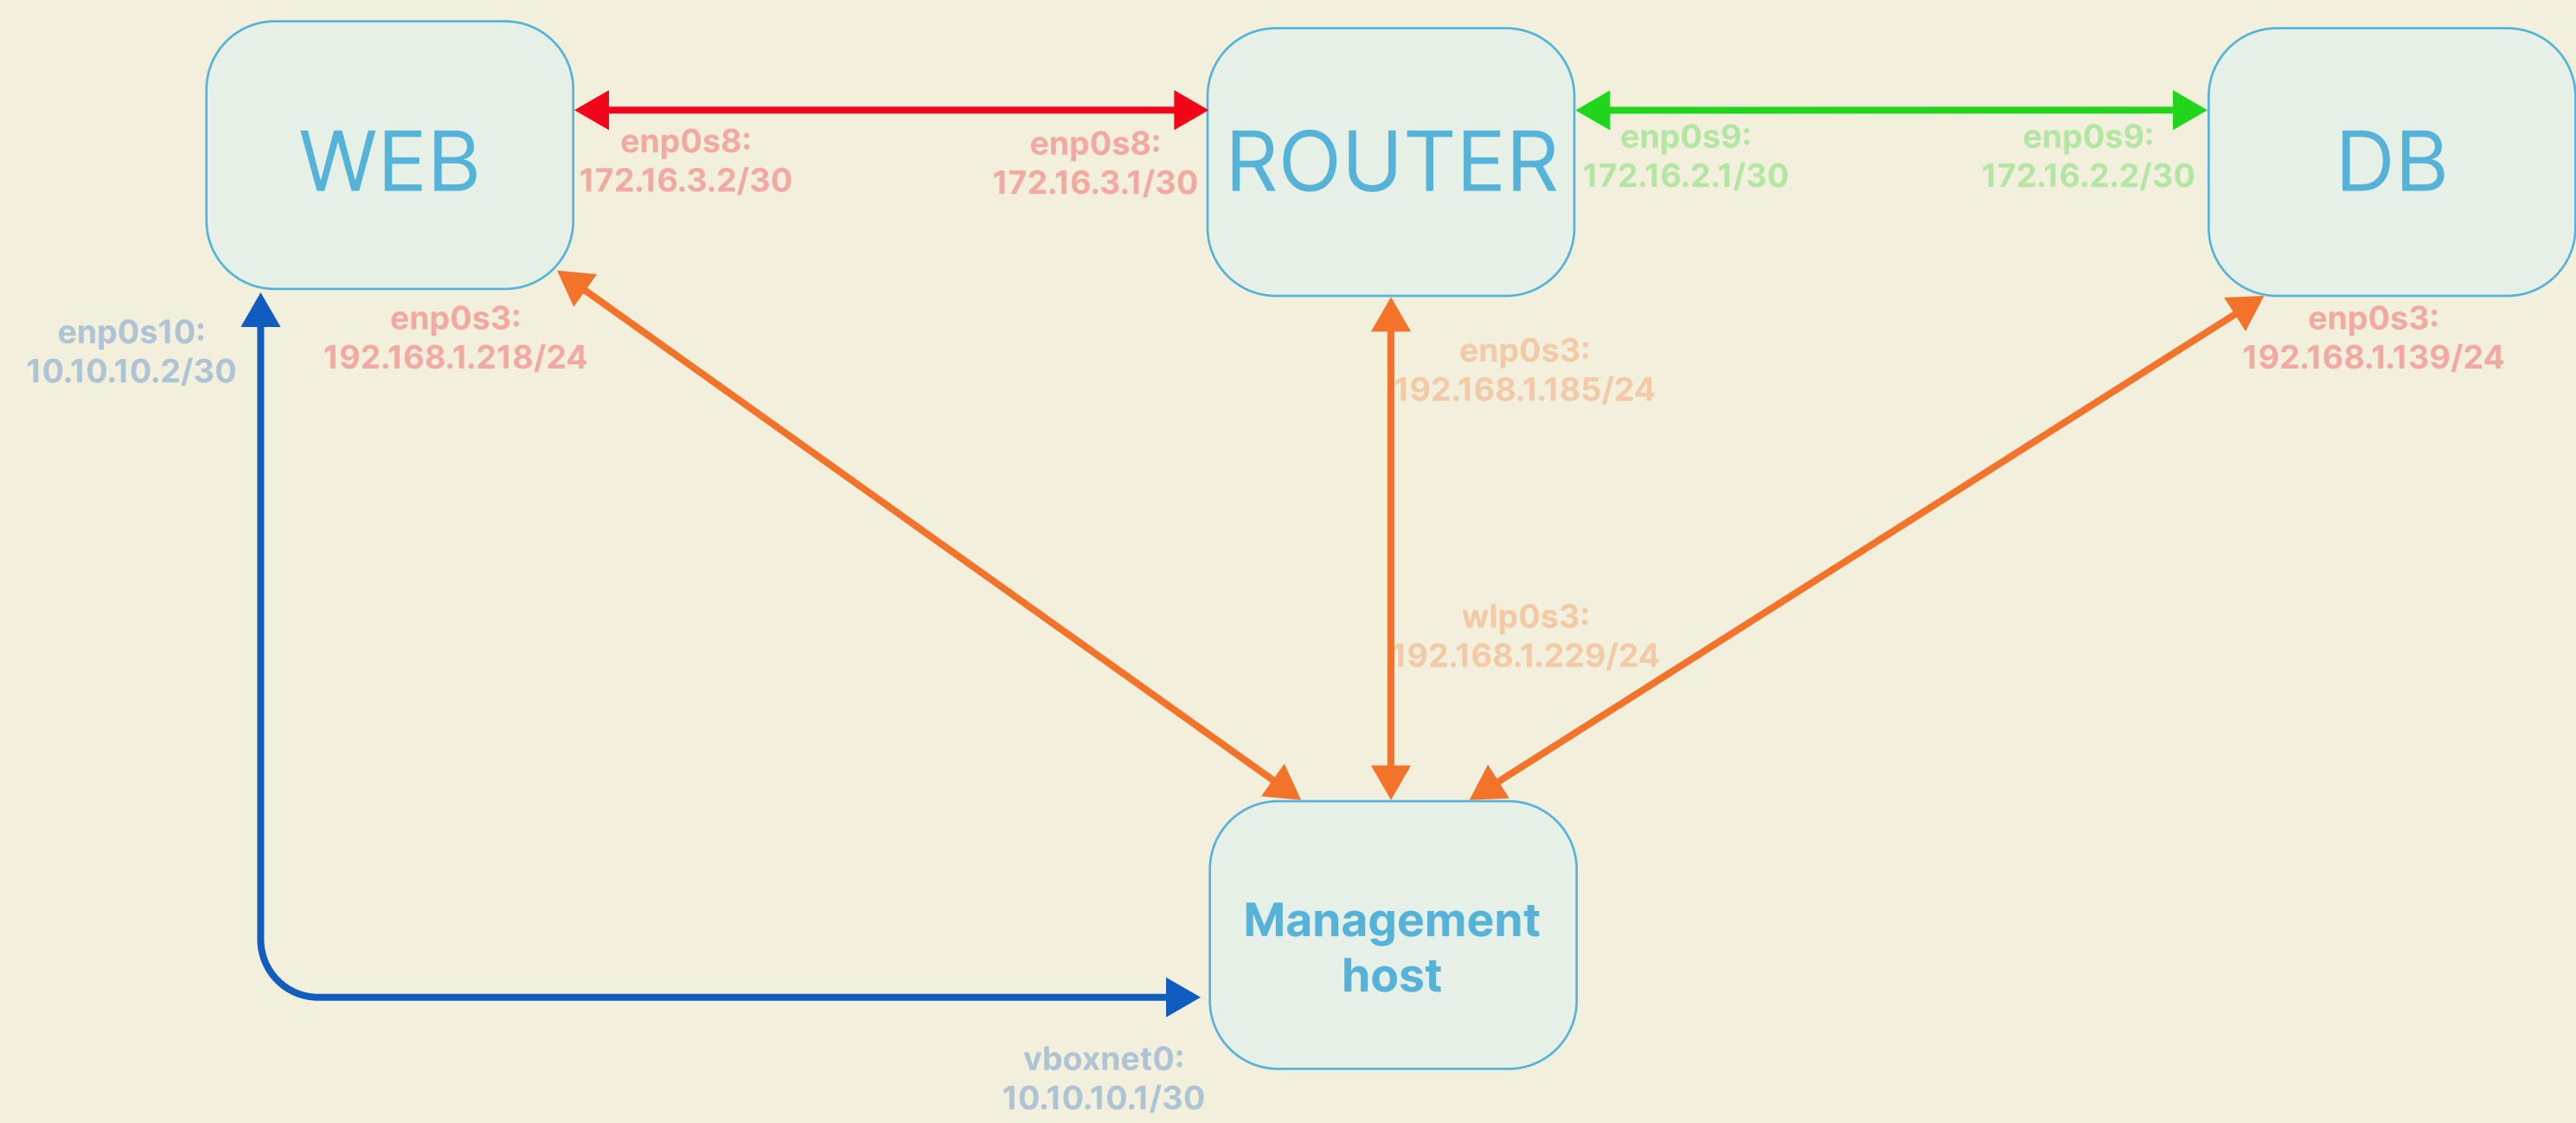 WEB
ROUTER
DB
enp0s8:
172.16.3.2/30
enp0s8:
172.16.3.1/30
enp0s9:
172.16.2.1/30
enp0s9:
172.16.2.2/30
enp0s10:
10.10.10.2/30
enp0s3:
192.168.1.218/24
enp0s3:
192.168.1.185/24
enp0s3:
192.168.1.139/24
wlp0s3:
192.168.1.229/24
Management
host
vboxnet0:
10.10.10.1/30